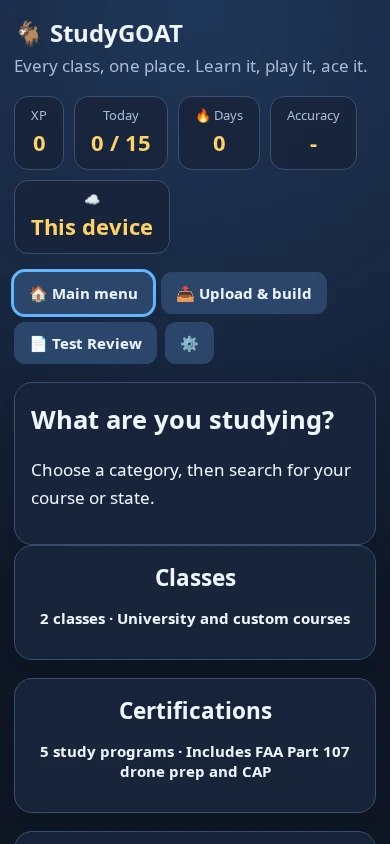 🐐 StudyGOAT
Every class, one place. Learn it, play it, ace it.
XP
0
Today
0 / 15
🔥 Days
0
Accuracy
-
☁️
This device
🏠 Main menu
📤 Upload & build
📄 Test Review
⚙️
What are you studying?
Choose a category, then search for your
course or state.
Classes
2 classes · University and custom courses
Certifications
5 study programs · Includes FAA Part 107
drone prep and CAP